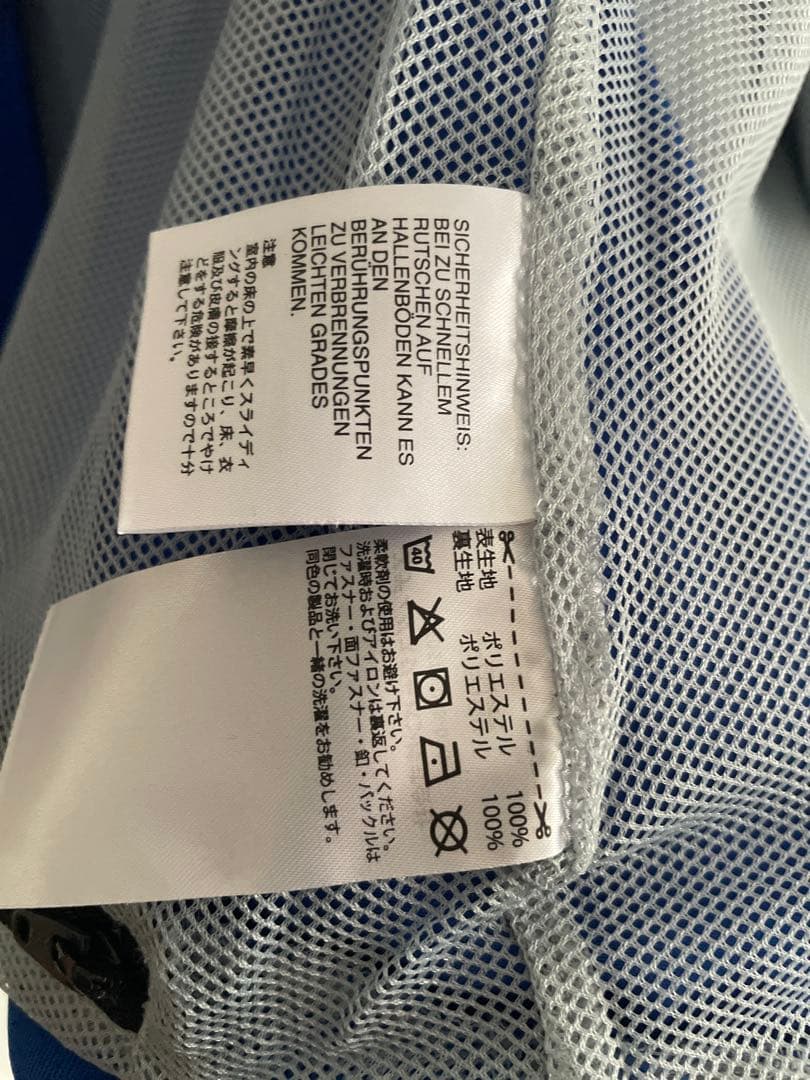 SICHERHEITSHINWEIS:
BEI ZU SCHNELLEM
RUTSCHEN AUF
HALLENBÖDEN KANN ES
AN DEN
BERÜHRUNGSPUNKTEN
ZU VERBRENNUNGEN
LEICHTEN GRADES
KOMMEN.
注意
室内の床の上で素早くスライディ
ングすると摩擦が起こり、床、衣
服及び皮膚の接するところでやけ
どをする危険がありますので十分
注意して下さい。
表生地 ポリエステル 100%
裏生地 ポリエステル 100%
40
柔軟剤の使用はお避け下さい。
洗濯時およびアイロンは裏返してください。
ファスナー・面ファスナー・釦・バックルは
閉じてお洗い下さい。
同色の製品と一緒の洗濯をお勧めします。